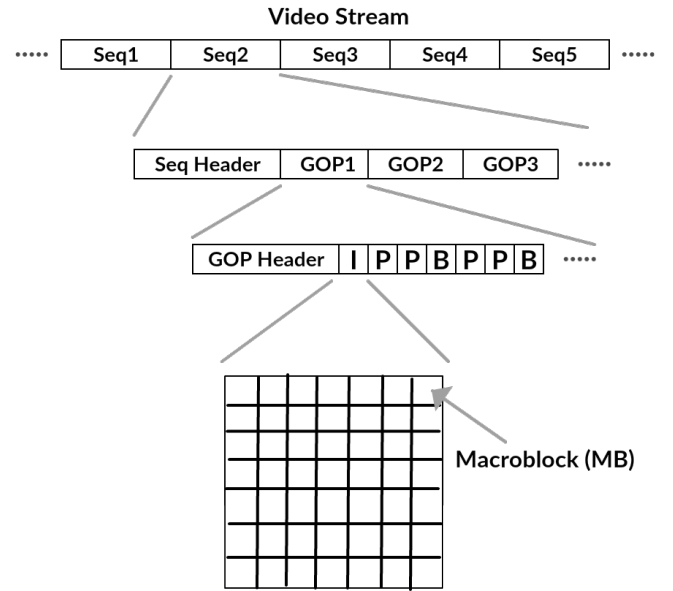 Video Stream
····· Seq1 Seq2 Seq3 Seq4 Seq5 ·····
Seq Header GOP1 GOP2 GOP3 ·····
GOP Header I P P B P P B ·····
Macroblock (MB)